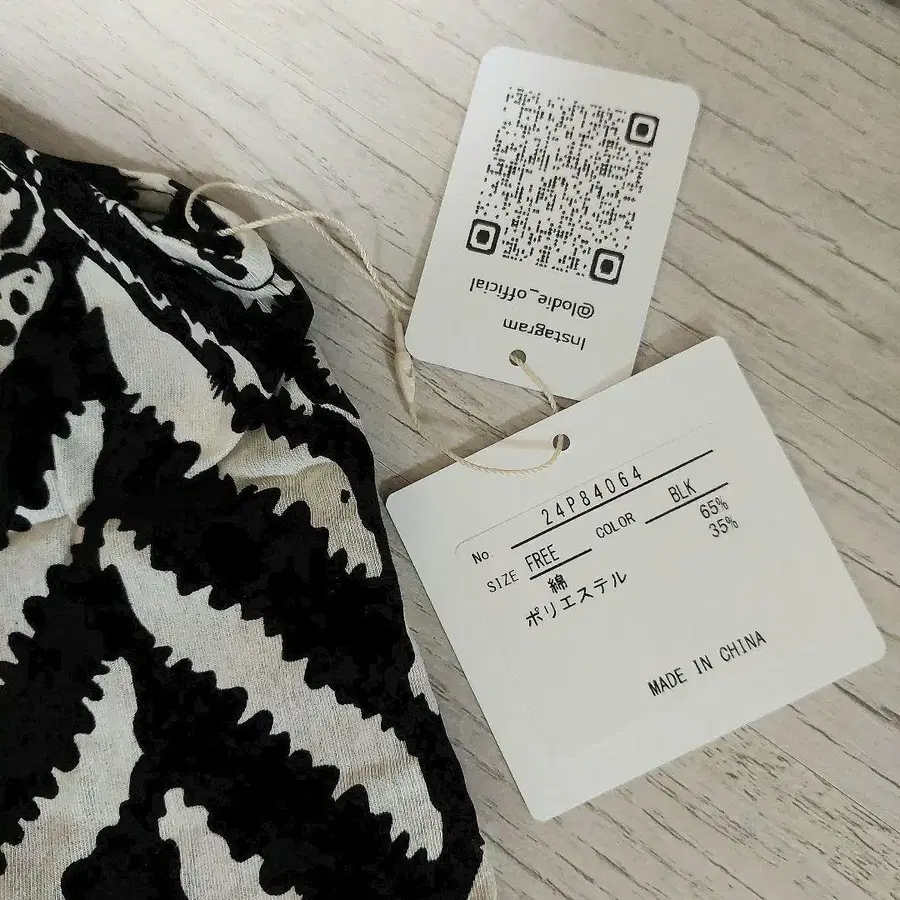 Instagram
@lodie_official
No. 24P84064
SIZE FREE COLOR BLK
綿 65%
ポリエステル 35%
MADE IN CHINA